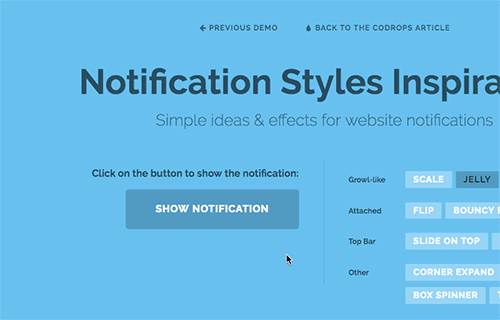 PREVIOUS DEMO BACK TO THE CODROPS ARTICLE
Notification Styles Inspira
Simple ideas & effects for website notifications
Click on the button to show the notification:
SHOW NOTIFICATION
Growl-like SCALE JELLY
Attached FLIP BOUNCY
Top Bar SLIDE ON TOP
Other CORNER EXPAND
BOX SPINNER